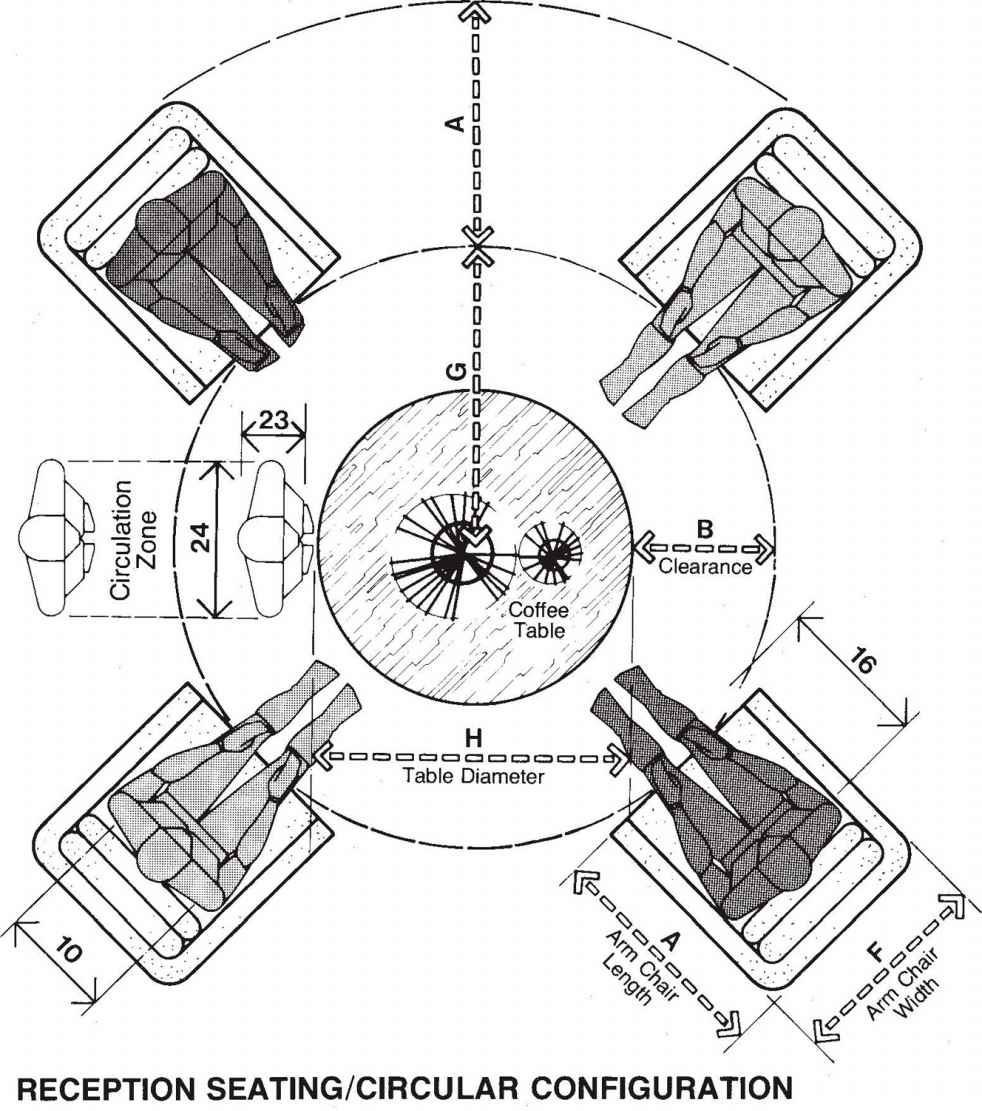 A
G
23
24
Circulation
Zone
B
Clearance
Coffee
Table
16
H
Table Diameter
10
A
Arm Chair
Length
F
Arm Chair
Width
RECEPTION SEATING/CIRCULAR CONFIGURATION